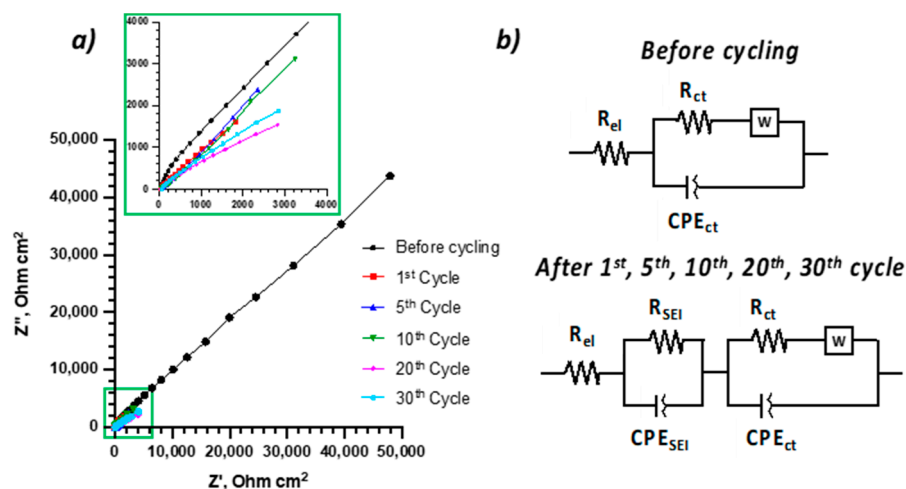 a)
4000
3000
2000
1000
0
0 1000 2000 3000 4000
50,000
40,000
30,000
20,000
10,000
0
0 10,000 20,000 30,000 40,000 50,000
Z'', Ohm cm²
Z', Ohm cm²
Before cycling
1ˢᵗ Cycle
5ᵗʰ Cycle
10ᵗʰ Cycle
20ᵗʰ Cycle
30ᵗʰ Cycle
b)
Before cycling
Rct
Rel
W
CPEct
After 1ˢᵗ, 5ᵗʰ, 10ᵗʰ, 20ᵗʰ, 30ᵗʰ cycle
RSEI Rct
Rel
W
CPESEI CPEct